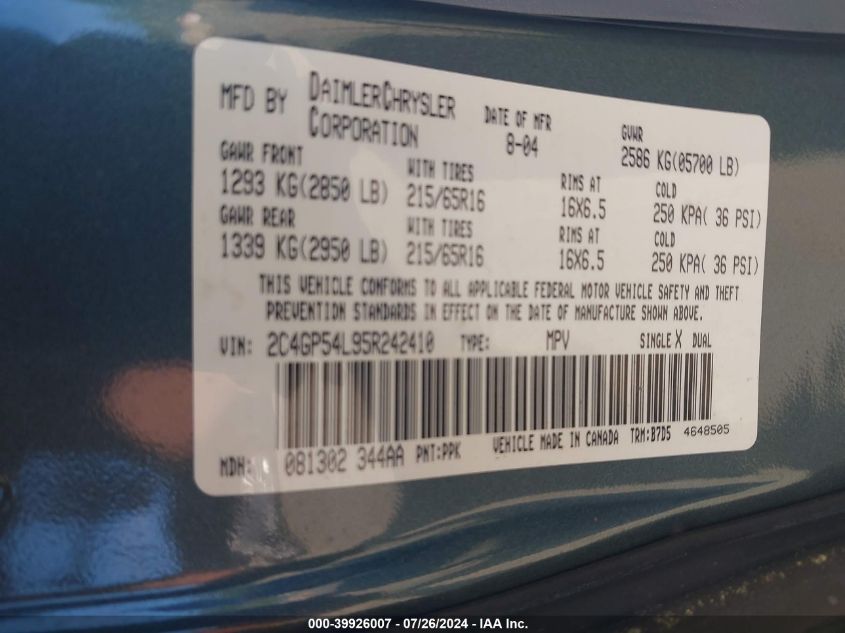 MFD BY DAIMLERCHRYSLER CORPORATION
DATE OF MFR 8-04
GVWR 2586 KG(05700 LB)
GAWR FRONT WITH TIRES RIMS AT COLD
1293 KG(2850 LB) 215/65R16 16X6.5 250 KPA( 36 PSI)
GAWR REAR WITH TIRES RIMS AT COLD
1339 KG(2950 LB) 215/65R16 16X6.5 250 KPA( 36 PSI)
THIS VEHICLE CONFORMS TO ALL APPLICABLE FEDERAL MOTOR VEHICLE SAFETY AND THEFT
PREVENTION STANDARDS IN EFFECT ON THE DATE OF MANUFACTURE SHOWN ABOVE.
VIN: 2C4GP54L95R242410 TYPE: MPV SINGLE X DUAL
MDH: 081302 344AA PNT:PPK VEHICLE MADE IN CANADA TRM:B7D5 4648505
000-39926007 / 07/26/2024 - IAA Inc.